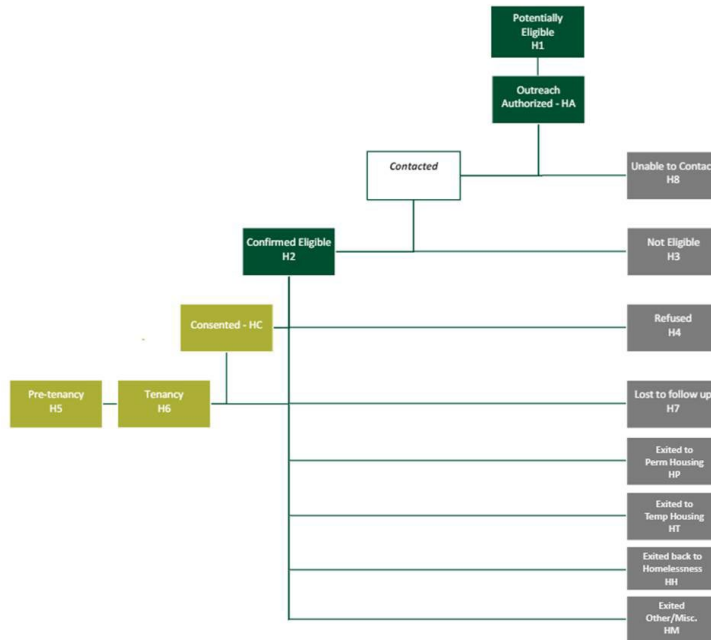 Potentially
Eligible
H1
Outreach
Authorized - HA
Contacted
Unable to Contac
H8
Confirmed Eligible
H2
Not Eligible
H3
Consented - HC
Refused
H4
Pre-tenancy
H5
Tenancy
H6
Lost to follow up
H7
Exited to
Perm Housing
HP
Exited to
Temp Housing
HT
Exited back to
Homelessness
HH
Exited
Other/Misc.
HM